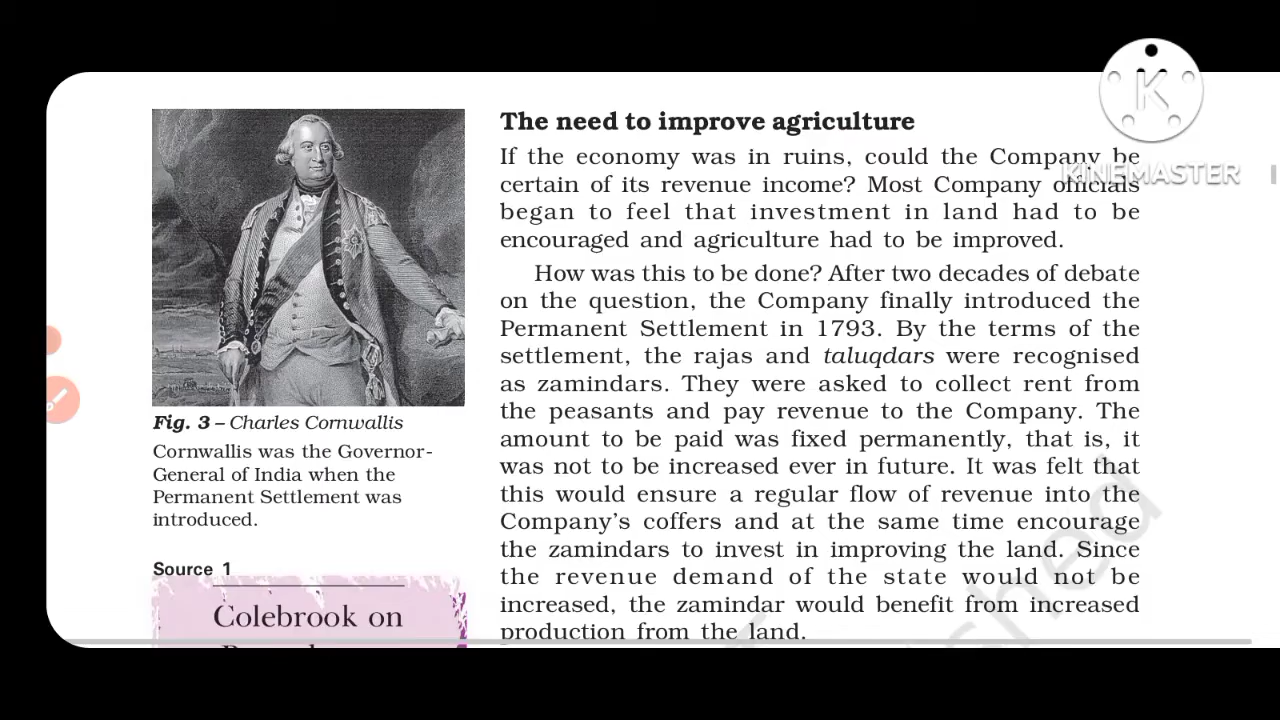 The need to improve agriculture
If the economy was in ruins, could the Company be
certain of its revenue income? Most Company officials
began to feel that investment in land had to be
encouraged and agriculture had to be improved.
How was this to be done? After two decades of debate
on the question, the Company finally introduced the
Permanent Settlement in 1793. By the terms of the
settlement, the rajas and taluqdars were recognised
as zamindars. They were asked to collect rent from
the peasants and pay revenue to the Company. The
amount to be paid was fixed permanently, that is, it
was not to be increased ever in future. It was felt that
this would ensure a regular flow of revenue into the
Company's coffers and at the same time encourage
the zamindars to invest in improving the land. Since
the revenue demand of the state would not be
increased, the zamindar would benefit from increased
production from the land.
Fig. 3 – Charles Cornwallis
Cornwallis was the Governor-
General of India when the
Permanent Settlement was
introduced.
Source 1
Colebrook on
K
KINEMASTER